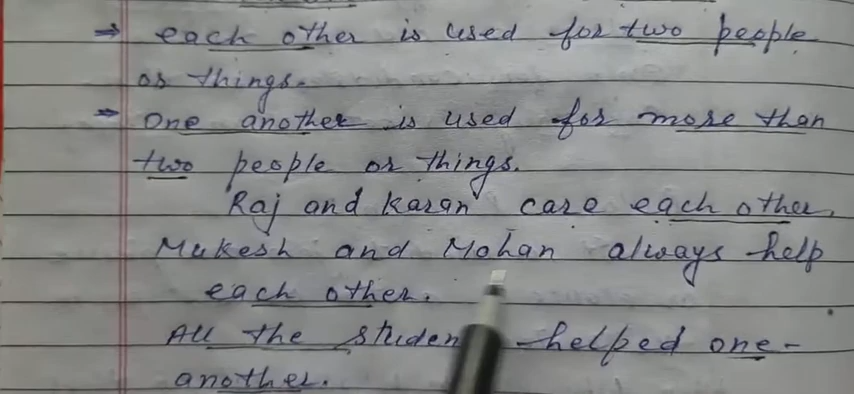 ⇒ each other is used for two people
or things.
⇒ One another is used for more than
two people or things.
Raj and Karan care each other.
Mukesh and Mohan always help
each other.
All the studen helped one-
another.